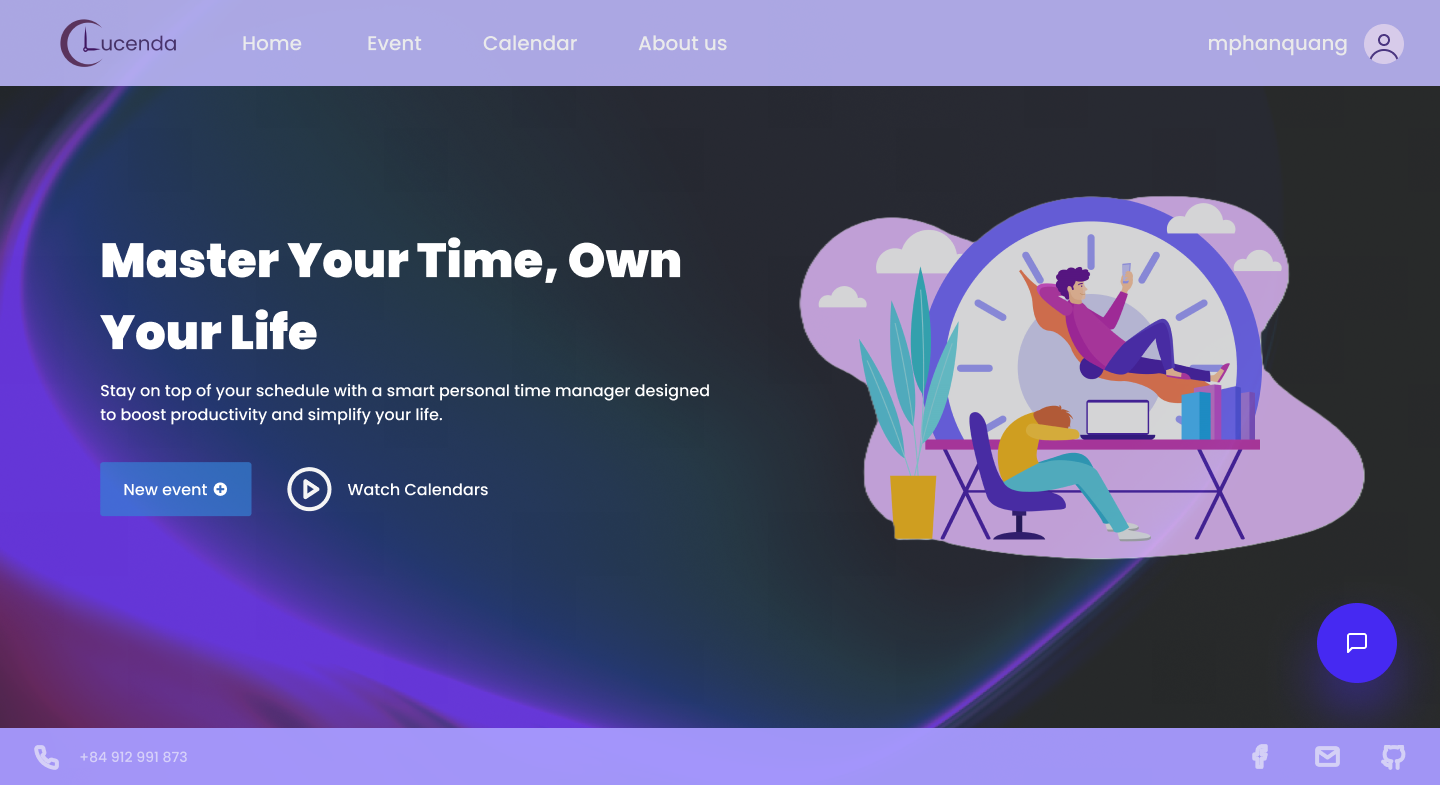 Lucenda
Home
Event
Calendar
About us
mphanquang
Master Your Time, Own
Your Life
Stay on top of your schedule with a smart personal time manager designed
to boost productivity and simplify your life.
New event
Watch Calendars
+84 912 991 873